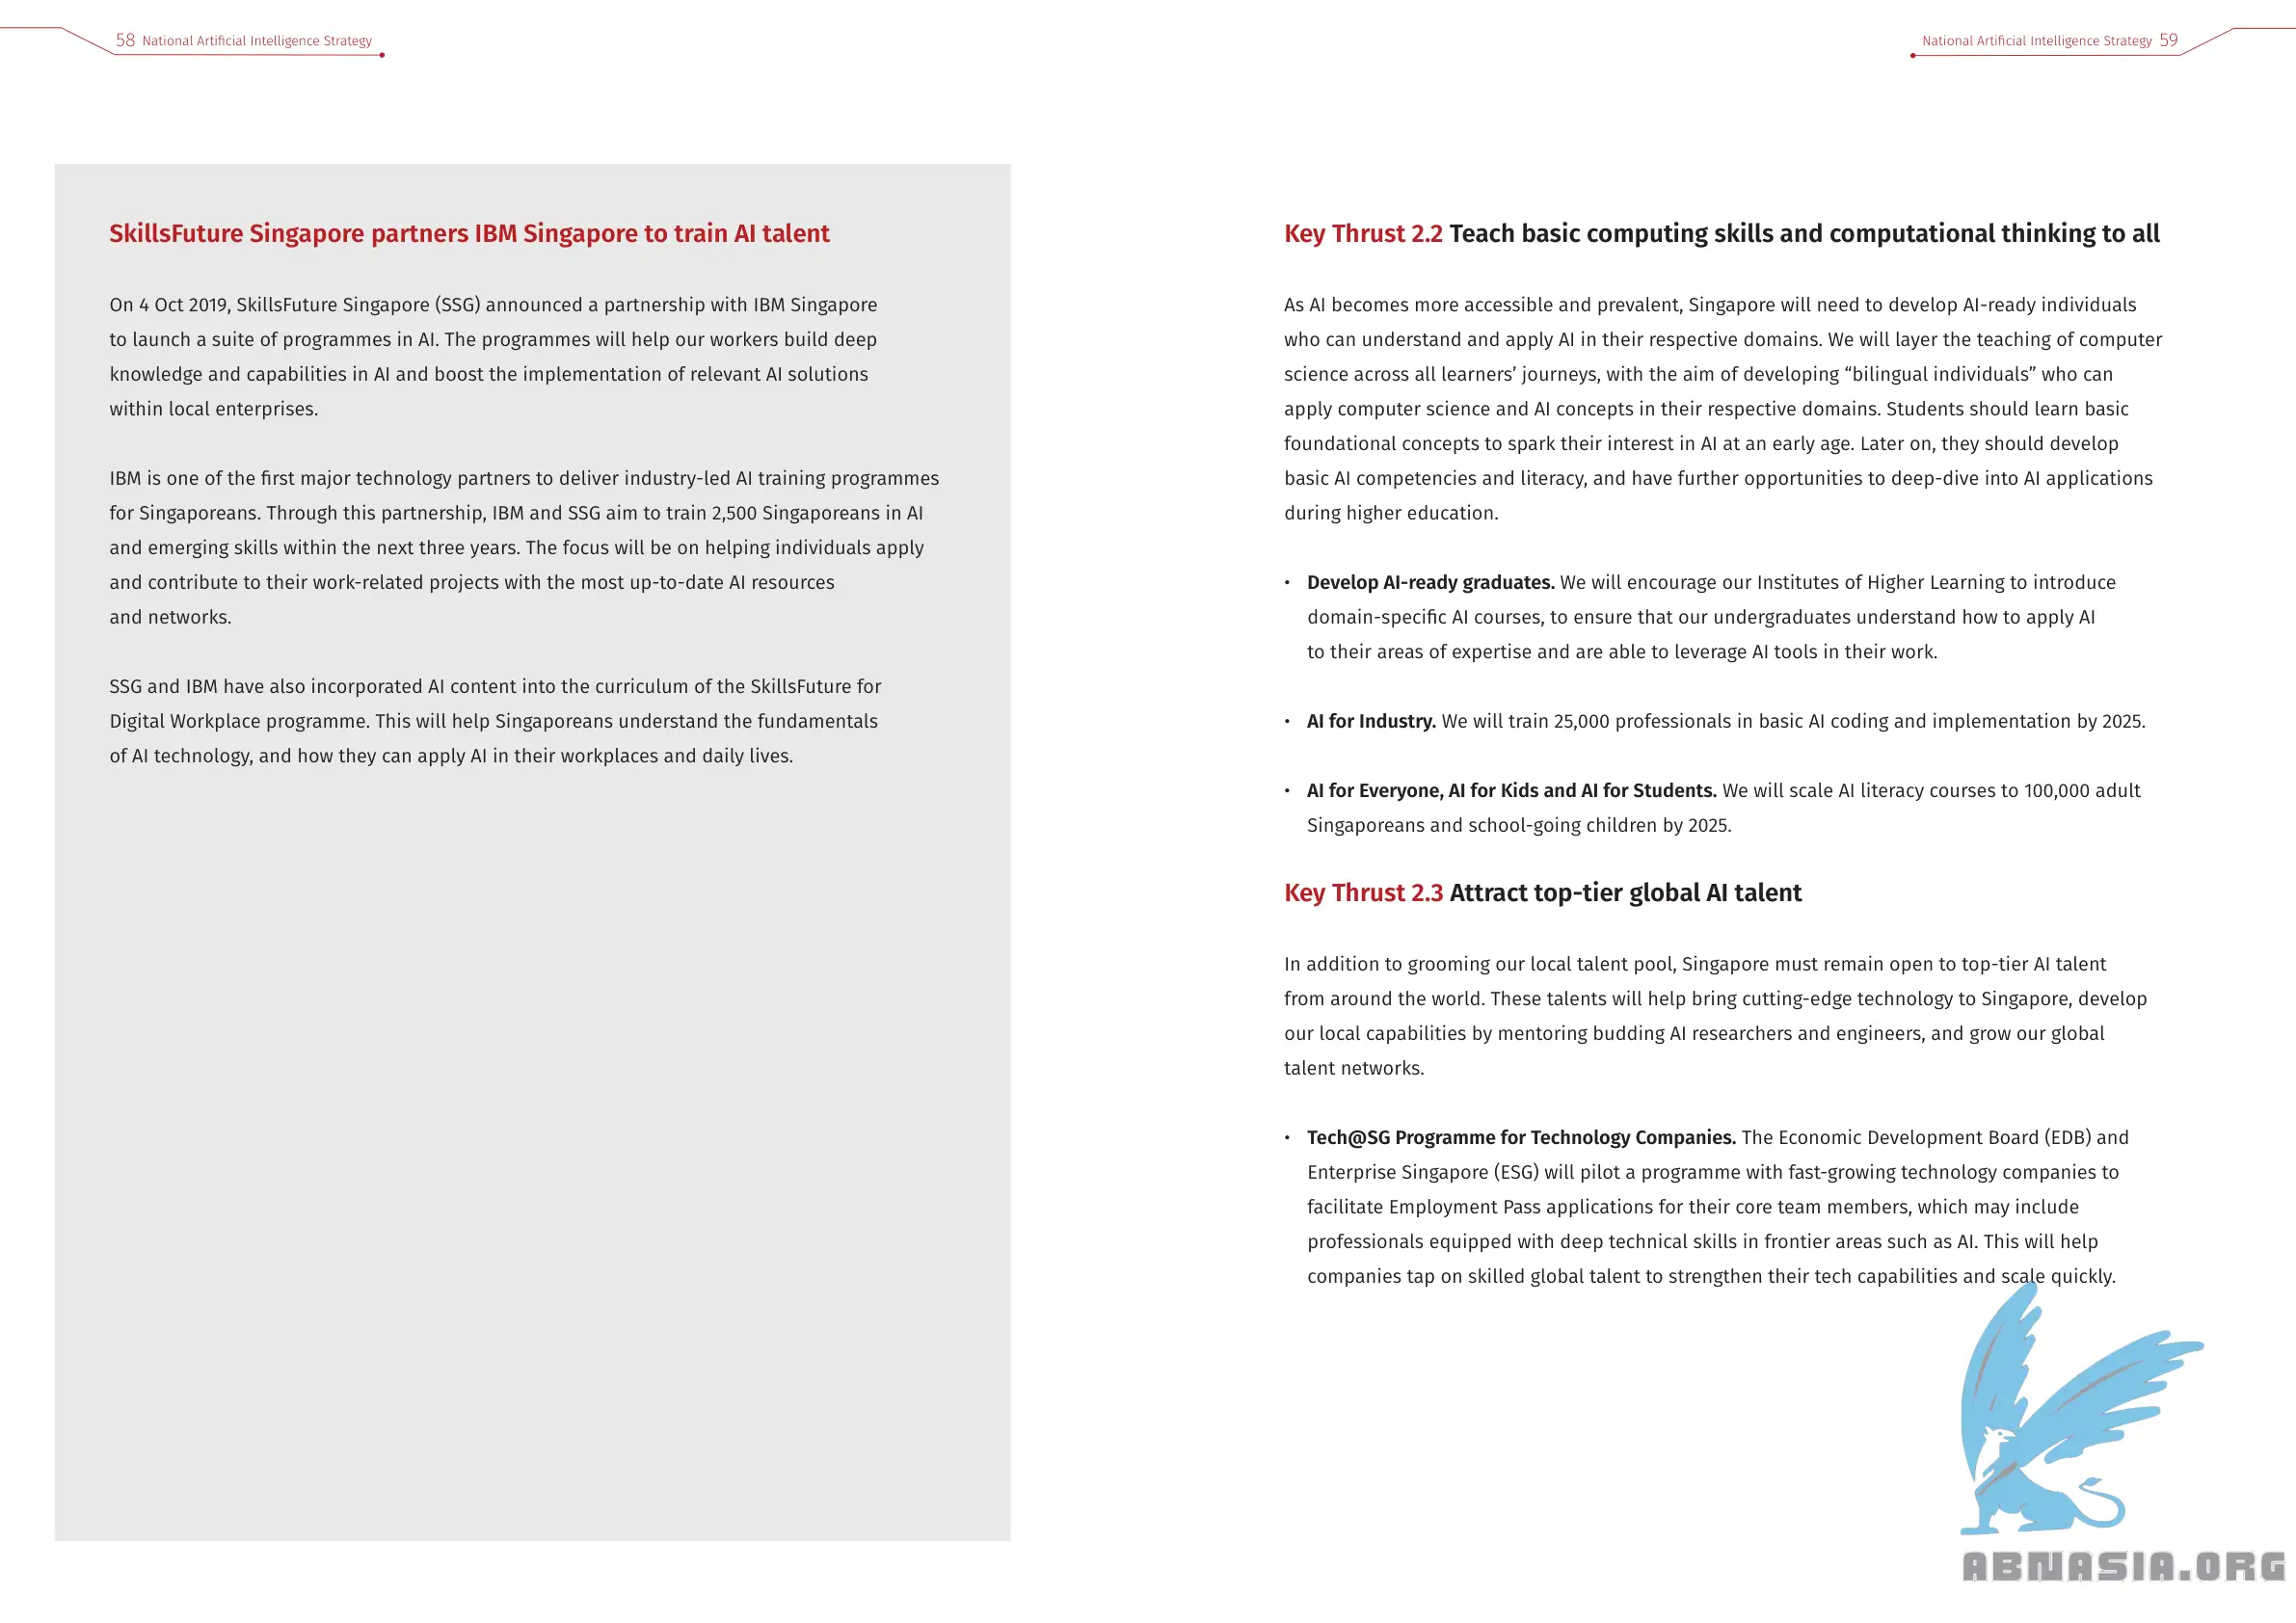 58 National Artificial Intelligence Strategy
SkillsFuture Singapore partners IBM Singapore to train AI talent
On 4 Oct 2019, SkillsFuture Singapore (SSG) announced a partnership with IBM Singapore
to launch a suite of programmes in AI. The programmes will help our workers build deep
knowledge and capabilities in AI and boost the implementation of relevant AI solutions
within local enterprises.
IBM is one of the first major technology partners to deliver industry-led AI training programmes
for Singaporeans. Through this partnership, IBM and SSG aim to train 2,500 Singaporeans in AI
and emerging skills within the next three years. The focus will be on helping individuals apply
and contribute to their work-related projects with the most up-to-date AI resources
and networks.
SSG and IBM have also incorporated AI content into the curriculum of the SkillsFuture for
Digital Workplace programme. This will help Singaporeans understand the fundamentals
of AI technology, and how they can apply AI in their workplaces and daily lives.
National Artificial Intelligence Strategy 59
Key Thrust 2.2 Teach basic computing skills and computational thinking to all
As AI becomes more accessible and prevalent, Singapore will need to develop AI-ready individuals
who can understand and apply AI in their respective domains. We will layer the teaching of computer
science across all learners’ journeys, with the aim of developing “bilingual individuals” who can
apply computer science and AI concepts in their respective domains. Students should learn basic
foundational concepts to spark their interest in AI at an early age. Later on, they should develop
basic AI competencies and literacy, and have further opportunities to deep-dive into AI applications
during higher education.
• Develop AI-ready graduates. We will encourage our Institutes of Higher Learning to introduce
domain-specific AI courses, to ensure that our undergraduates understand how to apply AI
to their areas of expertise and are able to leverage AI tools in their work.
• AI for Industry. We will train 25,000 professionals in basic AI coding and implementation by 2025.
• AI for Everyone, AI for Kids and AI for Students. We will scale AI literacy courses to 100,000 adult
Singaporeans and school-going children by 2025.
Key Thrust 2.3 Attract top-tier global AI talent
In addition to grooming our local talent pool, Singapore must remain open to top-tier AI talent
from around the world. These talents will help bring cutting-edge technology to Singapore, develop
our local capabilities by mentoring budding AI researchers and engineers, and grow our global
talent networks.
• Tech@SG Programme for Technology Companies. The Economic Development Board (EDB) and
Enterprise Singapore (ESG) will pilot a programme with fast-growing technology companies to
facilitate Employment Pass applications for their core team members, which may include
professionals equipped with deep technical skills in frontier areas such as AI. This will help
companies tap on skilled global talent to strengthen their tech capabilities and scale quickly.
ABNASIA.ORG